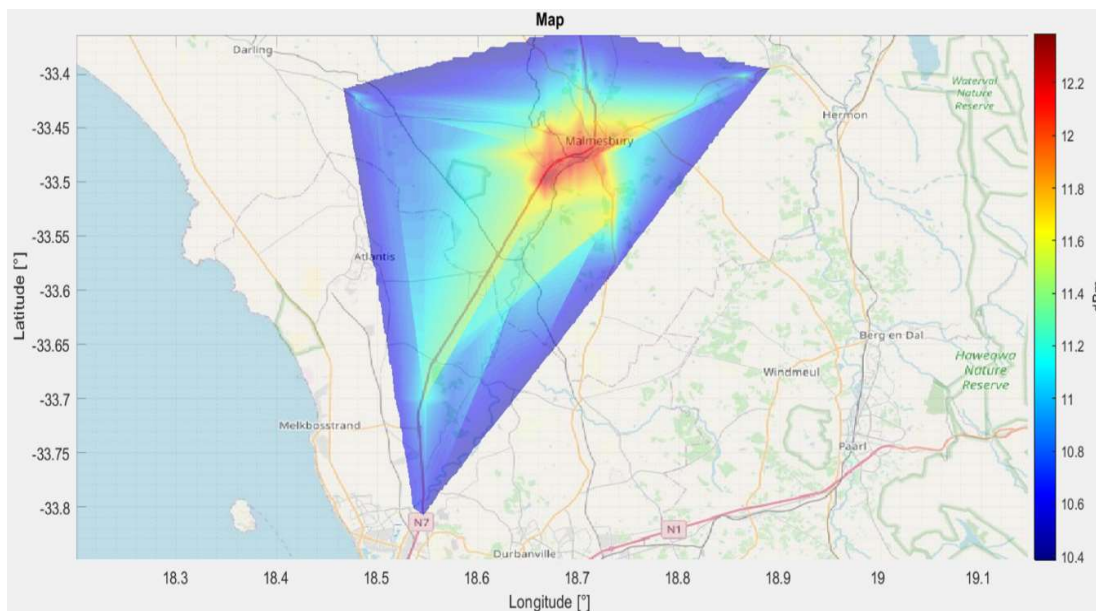 Map
Darling
Waterval
Nature
Reserve
Hermon
Malmesbury
Atlantis
Berg en Dal
Haweqwa
Nature
Reserve
Windmeul
Melkbosstrand
Paarl
N7
N1
Durbanville
-33.4
-33.45
-33.5
-33.55
-33.6
-33.65
-33.7
-33.75
-33.8
Latitude [°]
18.3 18.4 18.5 18.6 18.7 18.8 18.9 19 19.1
Longitude [°]
12.2
12
11.8
11.6
11.4
11.2
11
10.8
10.6
10.4
dBm